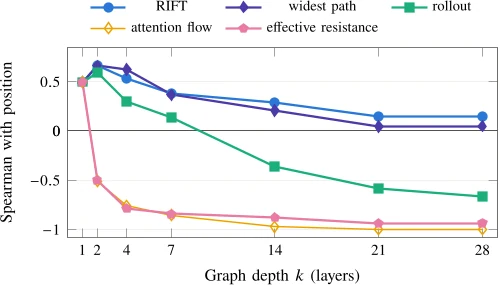 RIFT widest path rollout
attention flow effective resistance
Spearman with position
0.5
0
−0.5
−1
1 2 4 7 14 21 28
Graph depth k (layers)